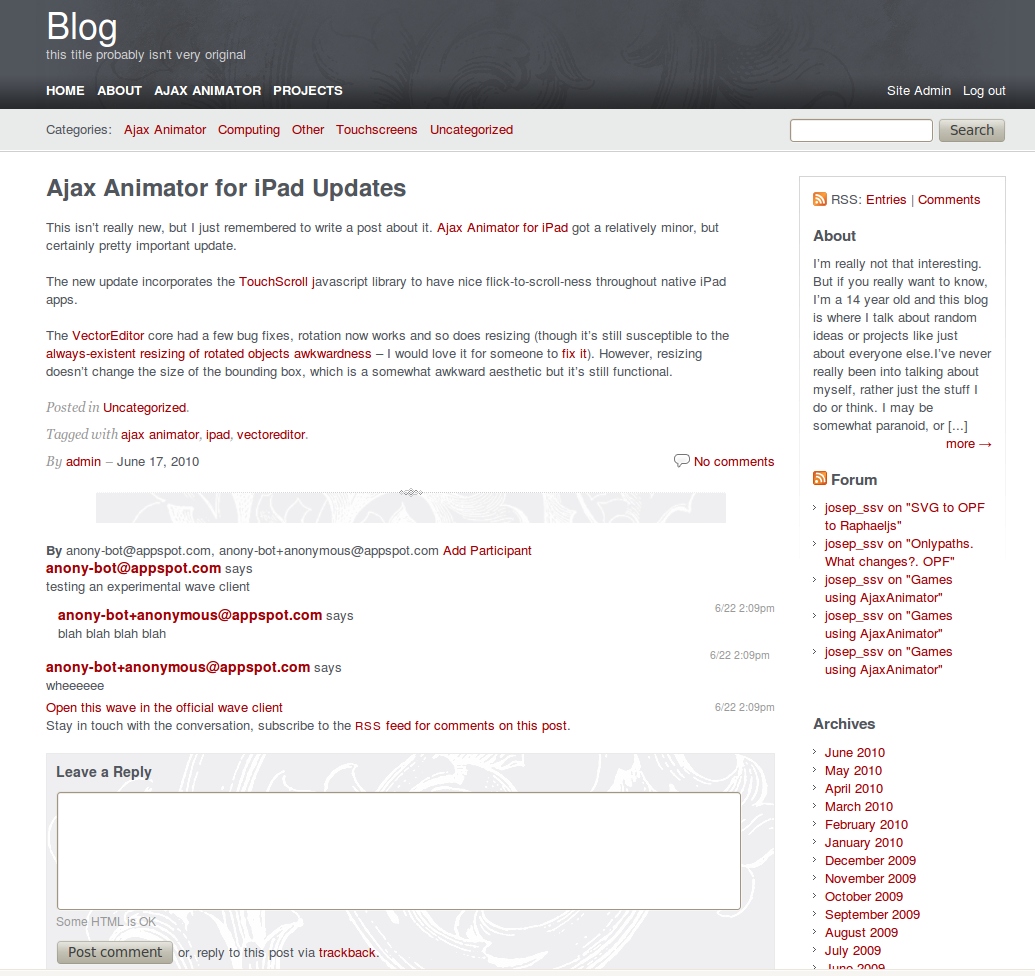 Blog
this title probably isn't very original
HOME ABOUT AJAX ANIMATOR PROJECTS
Site Admin Log out
Categories: Ajax Animator Computing Other Touchscreens Uncategorized
Search
Ajax Animator for iPad Updates
This isn't really new, but I just remembered to write a post about it. Ajax Animator for iPad got a relatively minor, but
certainly pretty important update.
The new update incorporates the TouchScroll javascript library to have nice flick-to-scroll-ness throughout native iPad
apps.
The VectorEditor core had a few bug fixes, rotation now works and so does resizing (though it's still susceptible to the
always-existent resizing of rotated objects awkwardness – I would love it for someone to fix it). However, resizing
doesn't change the size of the bounding box, which is a somewhat awkward aesthetic but it's still functional.
Posted in Uncategorized.
Tagged with ajax animator, ipad, vectoreditor.
By admin – June 17, 2010
No comments
By anony-bot@appspot.com, anony-bot+anonymous@appspot.com Add Participant
anony-bot@appspot.com says
testing an experimental wave client
6/22 2:09pm
anony-bot+anonymous@appspot.com says
blah blah blah blah
6/22 2:09pm
anony-bot+anonymous@appspot.com says
wheeeeee
6/22 2:09pm
Open this wave in the official wave client
Stay in touch with the conversation, subscribe to the RSS feed for comments on this post.
Leave a Reply
Some HTML is OK
Post comment or, reply to this post via trackback.
RSS: Entries | Comments
About
I'm really not that interesting.
But if you really want to know,
I'm a 14 year old and this blog
is where I talk about random
ideas or projects like just
about everyone else.I've never
really been into talking about
myself, rather just the stuff I
do or think. I may be
somewhat paranoid, or [...]
more →
Forum
josep_ssv on "SVG to OPF
to Raphaeljs"
josep_ssv on "Onlypaths.
What changes?. OPF"
josep_ssv on "Games
using AjaxAnimator"
josep_ssv on "Games
using AjaxAnimator"
josep_ssv on "Games
using AjaxAnimator"
Archives
June 2010
May 2010
April 2010
March 2010
February 2010
January 2010
December 2009
November 2009
October 2009
September 2009
August 2009
July 2009
June 2009